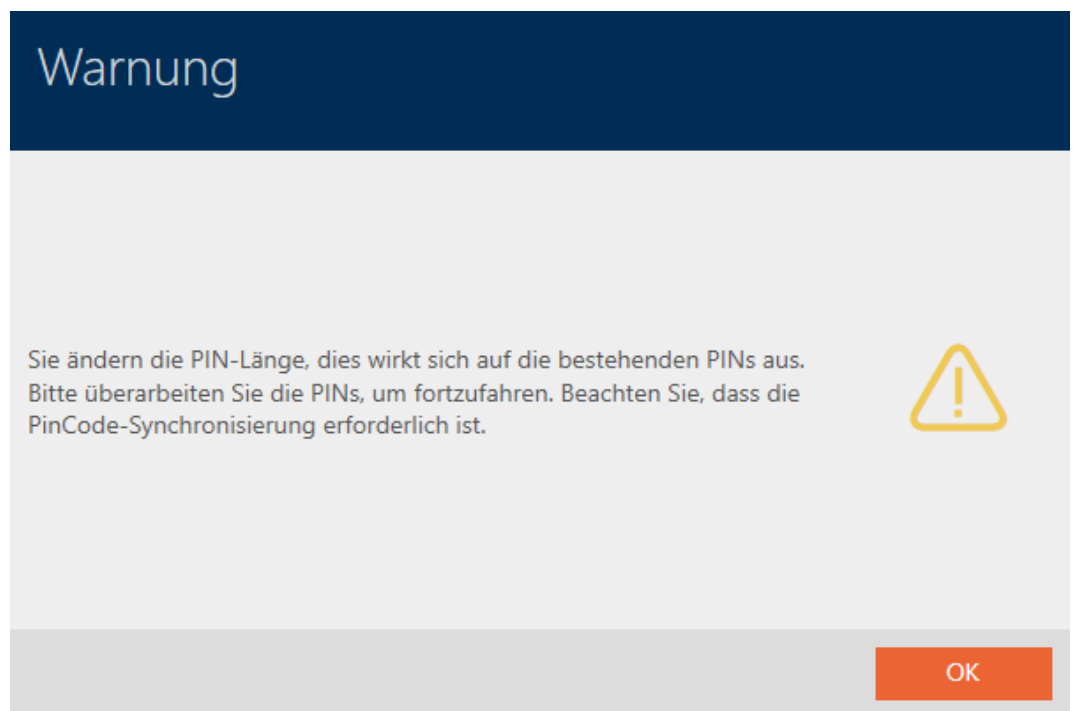 Warnung
Sie ändern die PIN-Länge, dies wirkt sich auf die bestehenden PINs aus.
Bitte überarbeiten Sie die PINs, um fortzufahren. Beachten Sie, dass die
PinCode-Synchronisierung erforderlich ist.
OK